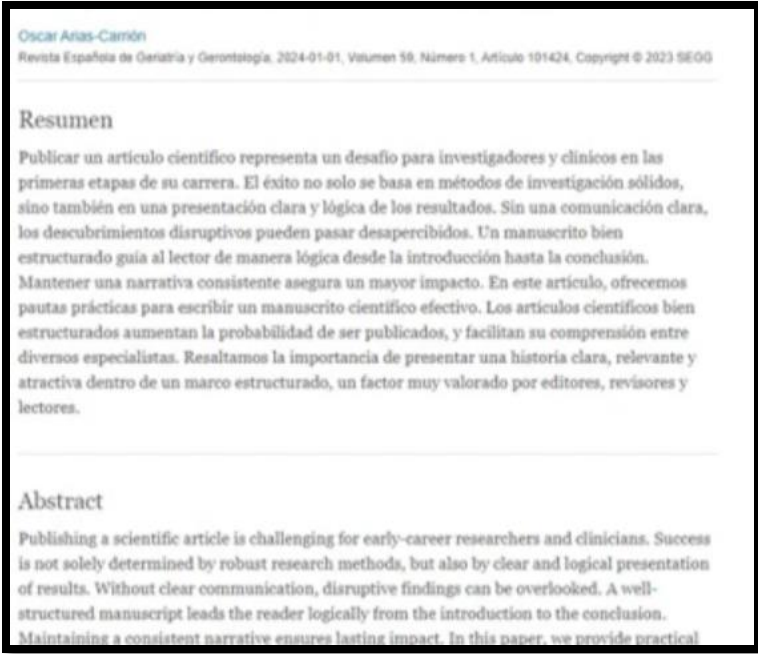 Oscar Arias-Carrión
Revista Española de Geriatría y Gerontología, 2024-01-01, Volumen 59, Número 1, Artículo 101424, Copyright © 2023 SEGG
Resumen
Publicar un artículo científico representa un desafío para investigadores y clínicos en las
primeras etapas de su carrera. El éxito no solo se basa en métodos de investigación sólidos,
sino también en una presentación clara y lógica de los resultados. Sin una comunicación clara,
los descubrimientos disruptivos pueden pasar desapercibidos. Un manuscrito bien
estructurado guía al lector de manera lógica desde la introducción hasta la conclusión.
Mantener una narrativa consistente asegura un mayor impacto. En este artículo, ofrecemos
pautas prácticas para escribir un manuscrito científico efectivo. Los artículos científicos bien
estructurados aumentan la probabilidad de ser publicados, y facilitan su comprensión entre
diversos especialistas. Resaltamos la importancia de presentar una historia clara, relevante y
atractiva dentro de un marco estructurado, un factor muy valorado por editores, revisores y
lectores.
Abstract
Publishing a scientific article is challenging for early-career researchers and clinicians. Success
is not solely determined by robust research methods, but also by clear and logical presentation
of results. Without clear communication, disruptive findings can be overlooked. A well-
structured manuscript leads the reader logically from the introduction to the conclusion.
Maintaining a consistent narrative ensures lasting impact. In this paper, we provide practical